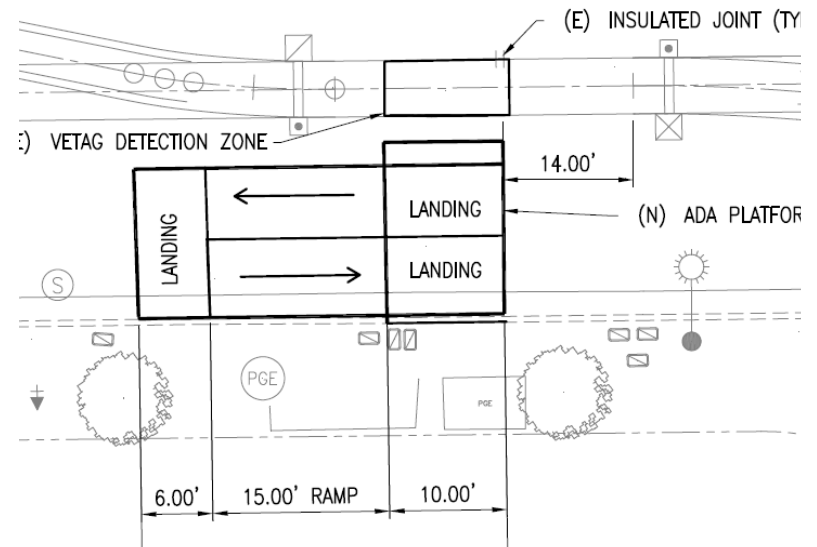 (E) INSULATED JOINT (TY
E) VETAG DETECTION ZONE
14.00'
LANDING
LANDING
(N) ADA PLATFOR
LANDING
S
PGE
PGE
6.00'
15.00' RAMP
10.00'